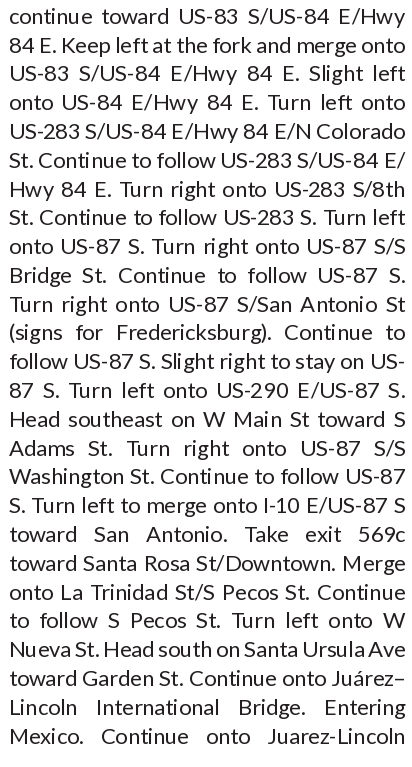 continue toward US-83 S/US-84 E/Hwy
84 E. Keep left at the fork and merge onto
US-83 S/US-84 E/Hwy 84 E. Slight left
onto US-84 E/Hwy 84 E. Turn left onto
US-283 S/US-84 E/Hwy 84 E/N Colorado
St. Continue to follow US-283 S/US-84 E/
Hwy 84 E. Turn right onto US-283 S/8th
St. Continue to follow US-283 S. Turn left
onto US-87 S. Turn right onto US-87 S/S
Bridge St. Continue to follow US-87 S.
Turn right onto US-87 S/San Antonio St
(signs for Fredericksburg). Continue to
follow US-87 S. Slight right to stay on US-
87 S. Turn left onto US-290 E/US-87 S.
Head southeast on W Main St toward S
Adams St. Turn right onto US-87 S/S
Washington St. Continue to follow US-87
S. Turn left to merge onto I-10 E/US-87 S
toward San Antonio. Take exit 569c
toward Santa Rosa St/Downtown. Merge
onto La Trinidad St/S Pecos St. Continue
to follow S Pecos St. Turn left onto W
Nueva St. Head south on Santa Ursula Ave
toward Garden St. Continue onto Juárez–
Lincoln International Bridge. Entering
Mexico. Continue onto Juarez-Lincoln